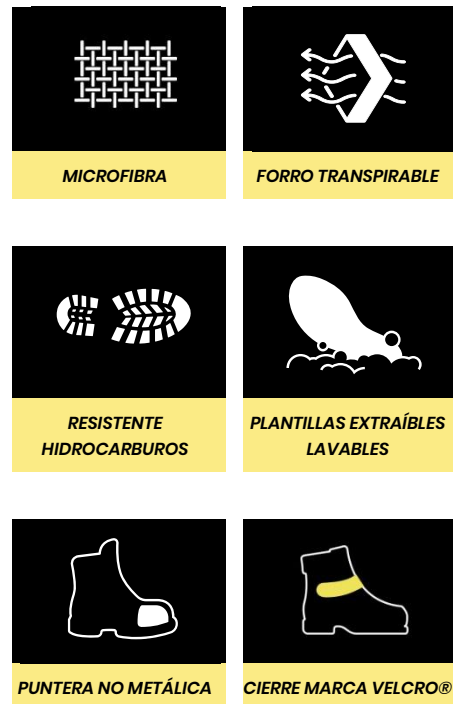 MICROFIBRA
FORRO TRANSPIRABLE
RESISTENTE
HIDROCARBUROS
PLANTILLAS EXTRAÍBLES
LAVABLES
PUNTERA NO METÁLICA
CIERRE MARCA VELCRO®